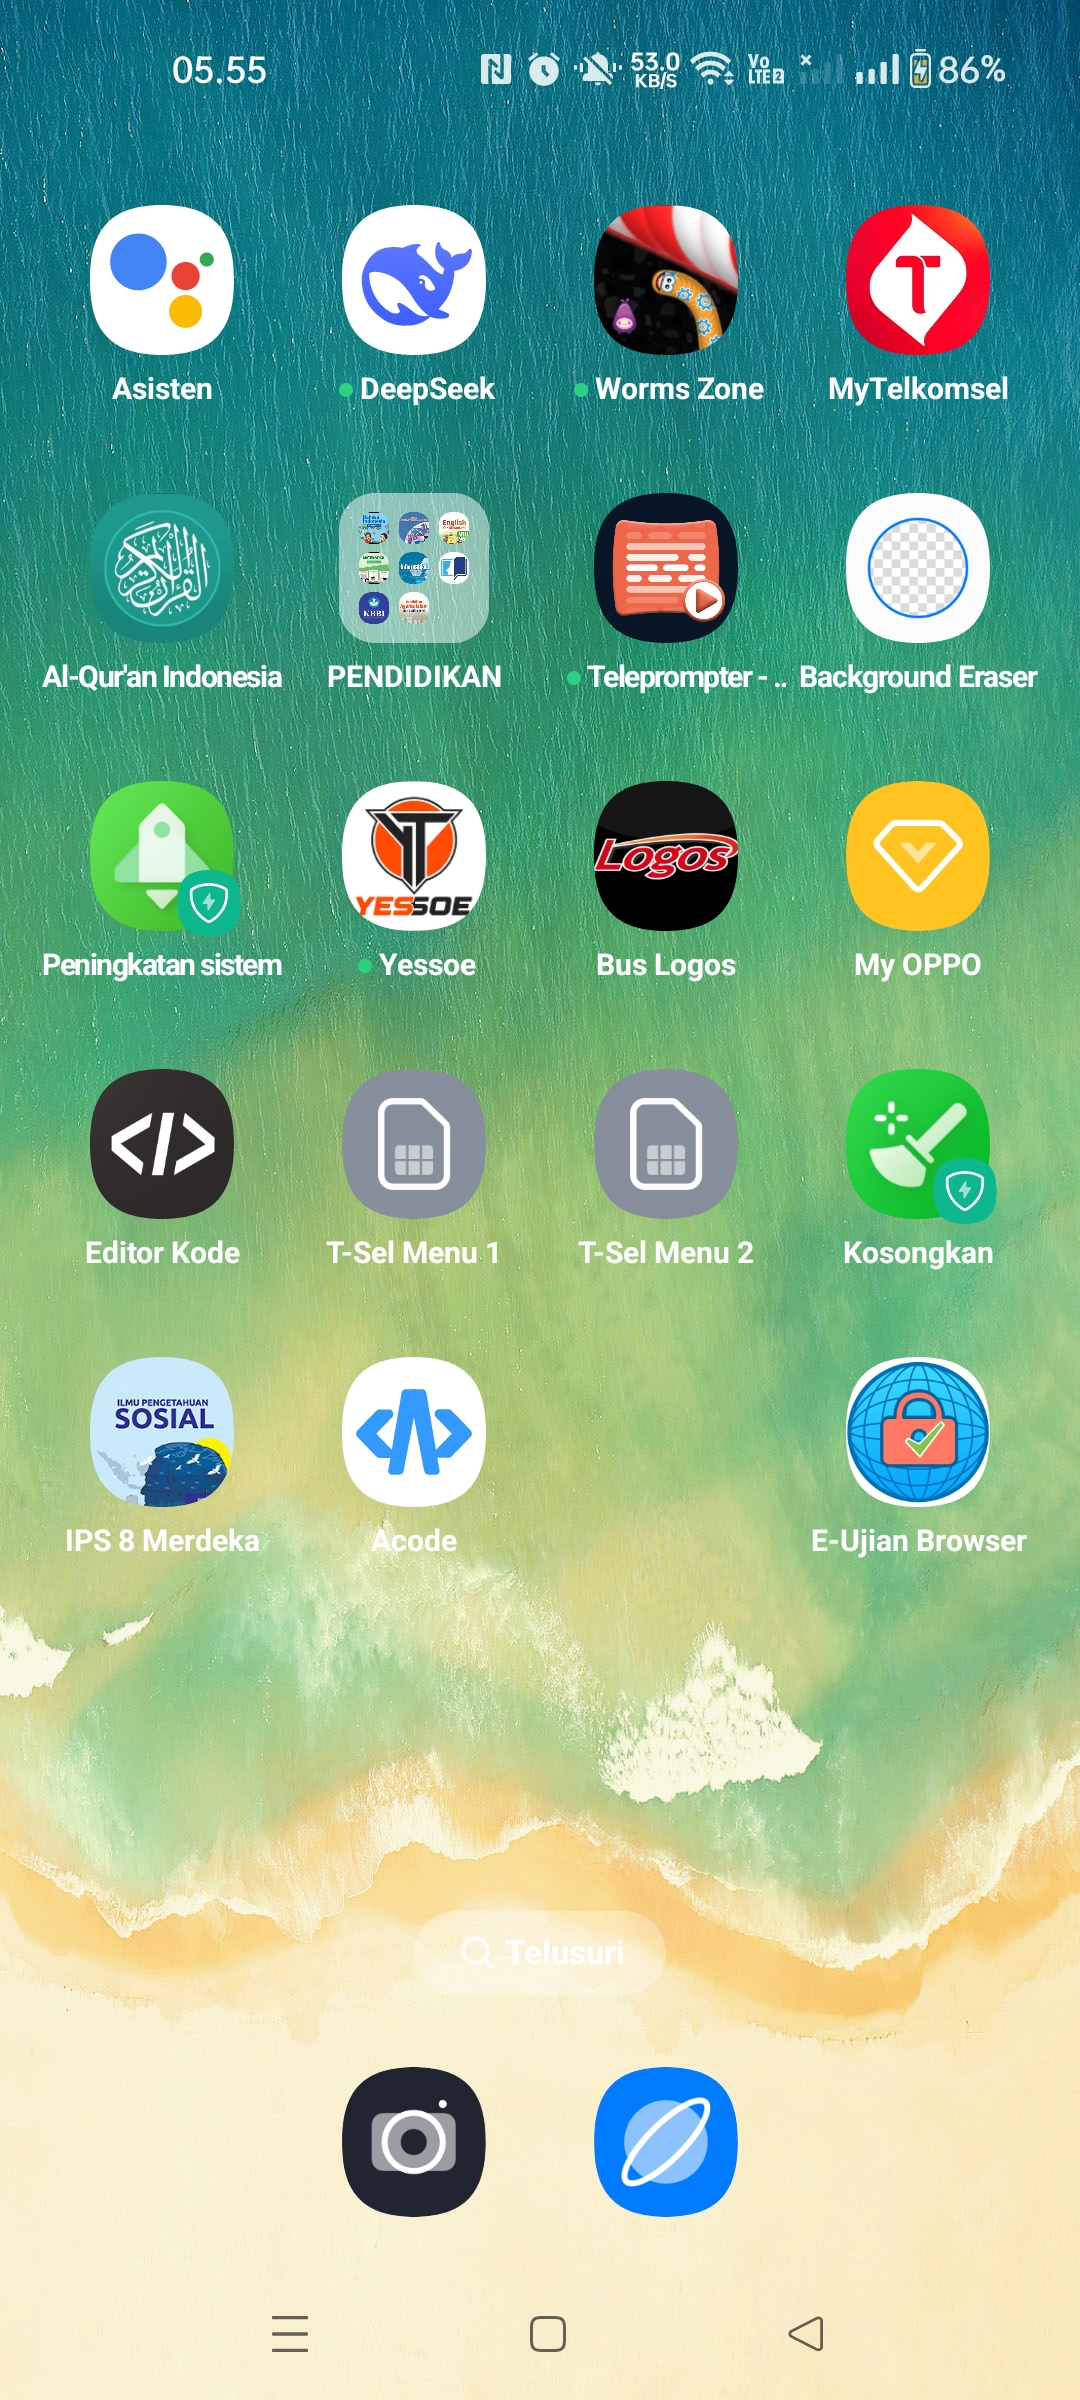 05.55
53.0
KB/S
Vo
LTE 2
86%
Asisten
DeepSeek
Worms Zone
MyTelkomsel
Al-Qur'an Indonesia
PENDIDIKAN
Teleprompter - ..
Background Eraser
YESSOE
Logos
Peningkatan sistem
Yessoe
Bus Logos
My OPPO
Editor Kode
T-Sel Menu 1
T-Sel Menu 2
Kosongkan
ILMU PENGETAHUAN
SOSIAL
IPS 8 Merdeka
Acode
E-Ujian Browser
Telusuri